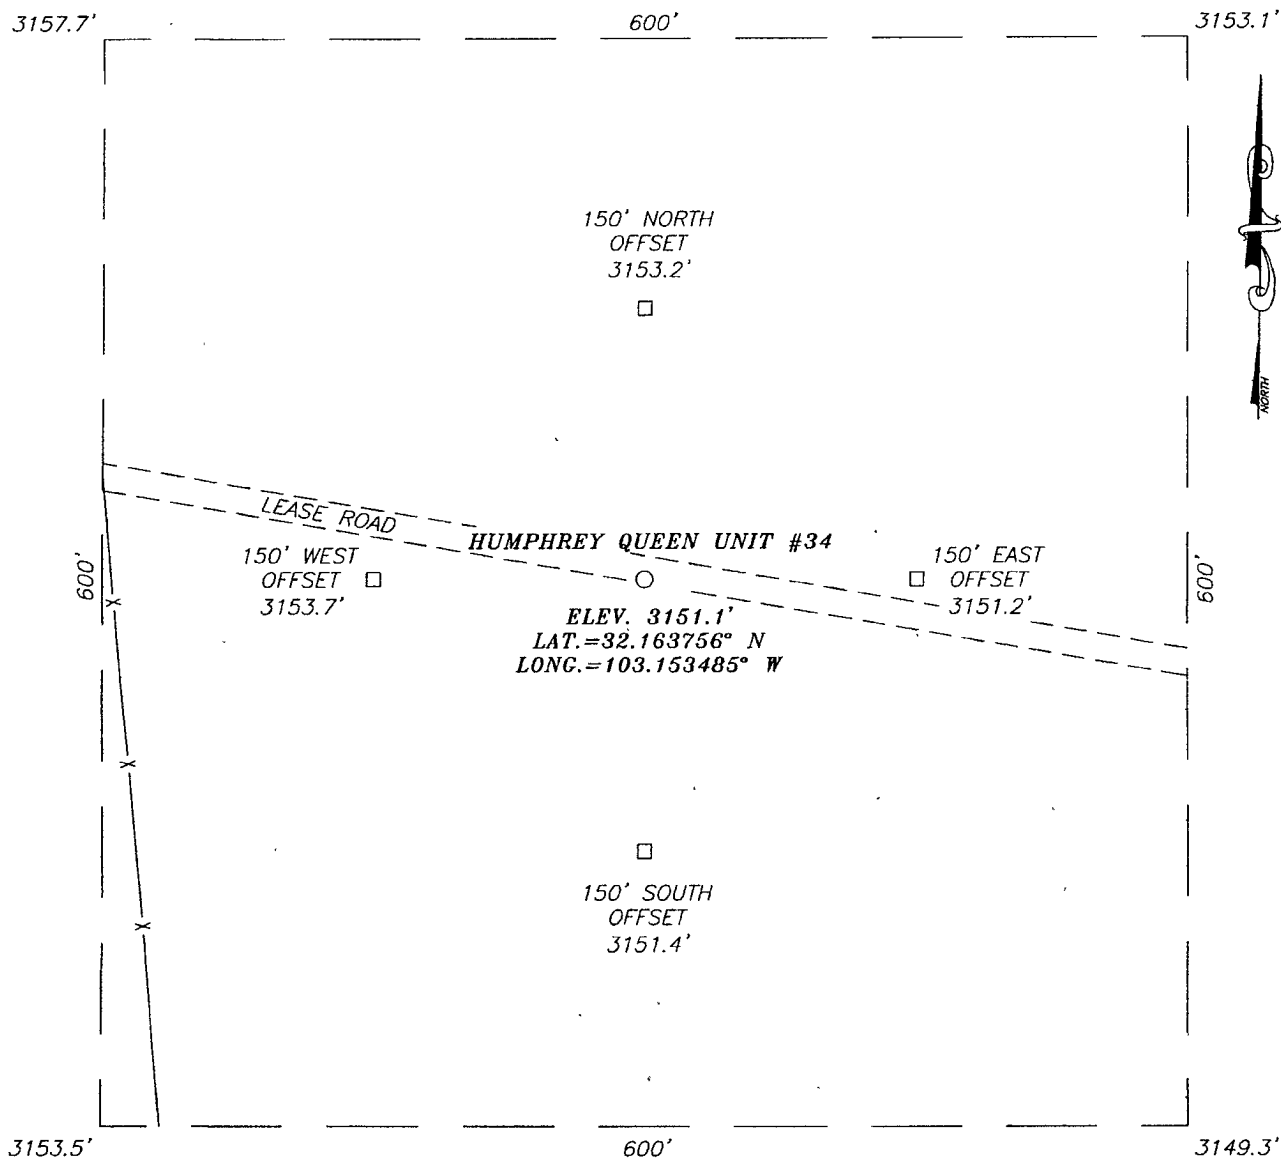 3157.7'
600'
3153.1'
150' NORTH
OFFSET
3153.2'
NORTH
LEASE ROAD
HUMPHREY QUEEN UNIT #34
150' WEST
OFFSET
3153.7'
150' EAST
OFFSET
3151.2'
600'
600'
ELEV. 3151.1'
LAT.=32.163756° N
LONG.=103.153485° W
150' SOUTH
OFFSET
3151.4'
3153.5'
600'
3149.3'